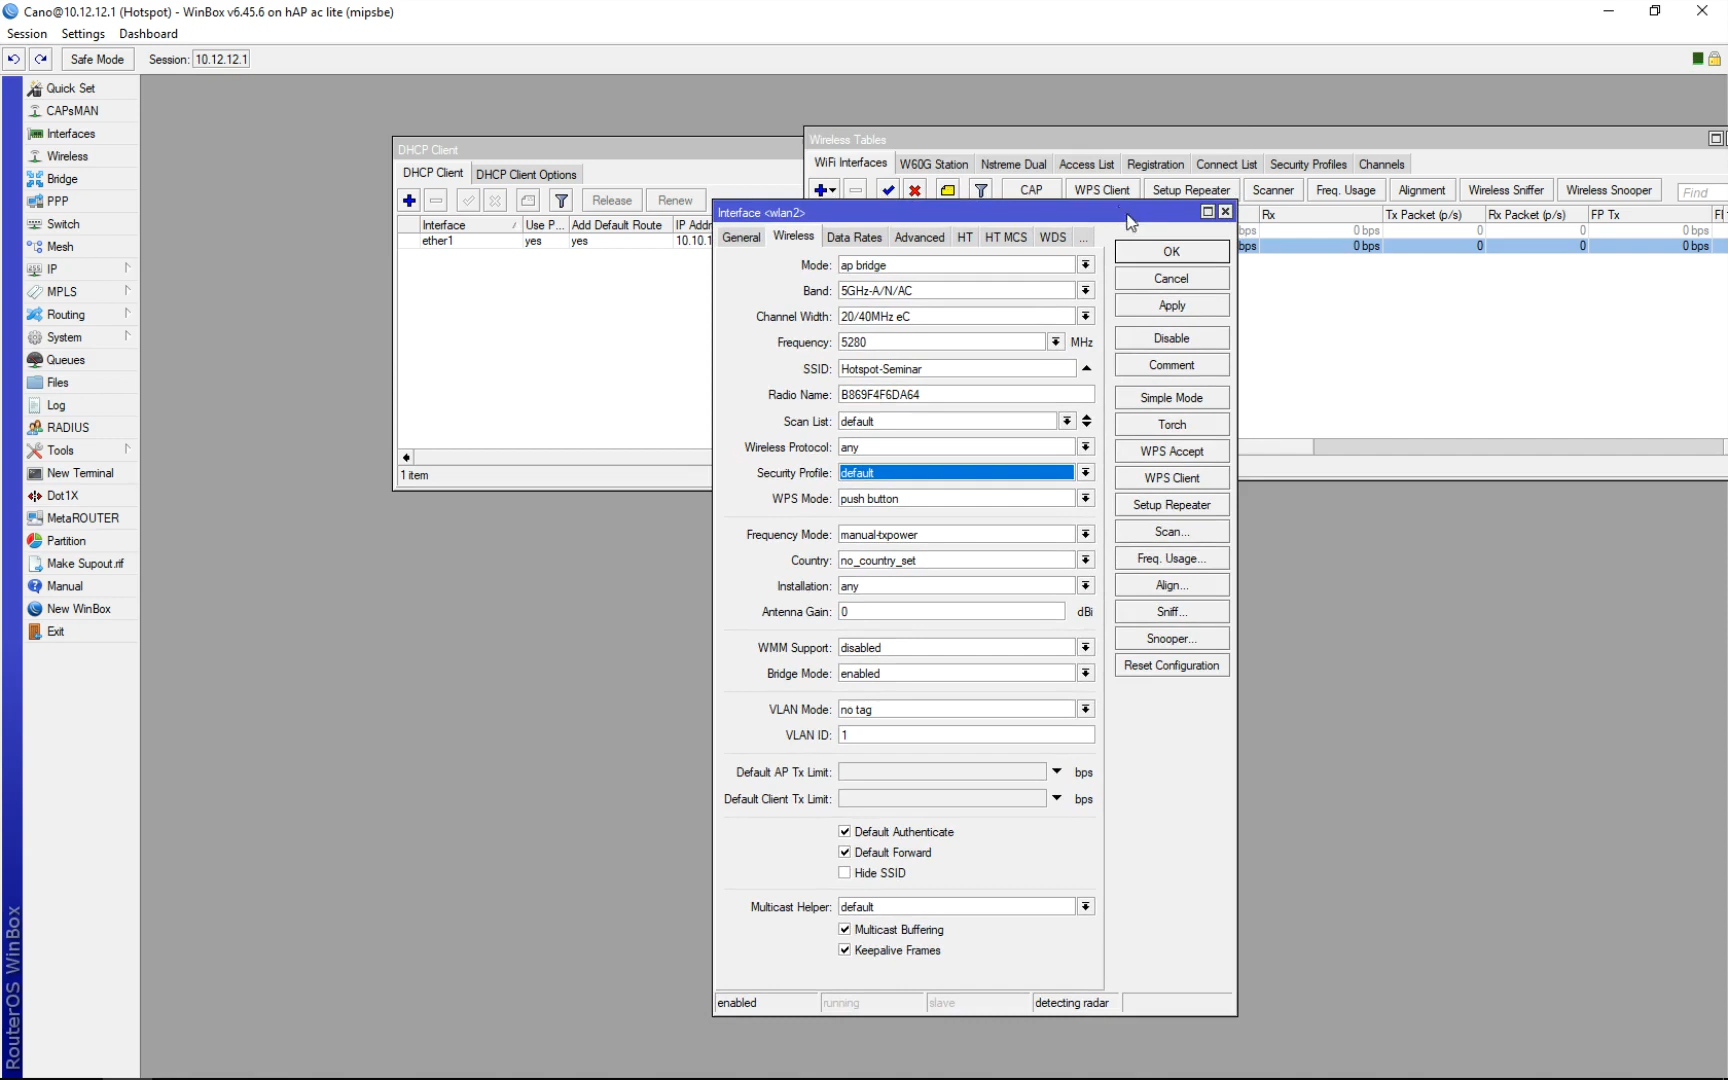 Cano@10.12.12.1 (Hotspot) - WinBox v6.45.6 on hAP ac lite (mipsbe)
Session Settings Dashboard
Safe Mode Session: 10.12.12.1
Quick Set
CAPsMAN
Interfaces
Wireless
Bridge
PPP
Switch
Mesh
IP
MPLS
Routing
System
Queues
Files
Log
RADIUS
Tools
New Terminal
Dot1X
MetaROUTER
Partition
Make Supout.rif
Manual
New WinBox
Exit
RouterOS WinBox
DHCP Client
DHCP Client DHCP Client Options
Release Renew
Interface / Use P... Add Default Route IP Addr
ether1 yes yes 10.10.1
1 item
Wireless Tables
WiFi Interfaces W60G Station Nstreme Dual Access List Registration Connect List Security Profiles Channels
CAP WPS Client Setup Repeater Scanner Freq. Usage Alignment Wireless Sniffer Wireless Snooper Find
Rx Tx Packet (p/s) Rx Packet (p/s) FP Tx
bps 0 bps 0 0 0 bps
bps 0 bps 0 0 0 bps
Interface <wlan2>
General Wireless Data Rates Advanced HT HT MCS WDS ...
Mode: ap bridge
Band: 5GHz-A/N/AC
Channel Width: 20/40MHz eC
Frequency: 5280 MHz
SSID: Hotspot-Seminar
Radio Name: B869F4F6DA64
Scan List: default
Wireless Protocol: any
Security Profile: default
WPS Mode: push button
Frequency Mode: manual-txpower
Country: no_country_set
Installation: any
Antenna Gain: 0 dBi
WMM Support: disabled
Bridge Mode: enabled
VLAN Mode: no tag
VLAN ID: 1
Default AP Tx Limit: bps
Default Client Tx Limit: bps
Default Authenticate
Default Forward
Hide SSID
Multicast Helper: default
Multicast Buffering
Keepalive Frames
OK
Cancel
Apply
Disable
Comment
Simple Mode
Torch
WPS Accept
WPS Client
Setup Repeater
Scan...
Freq. Usage...
Align...
Sniff...
Snooper...
Reset Configuration
enabled running slave detecting radar